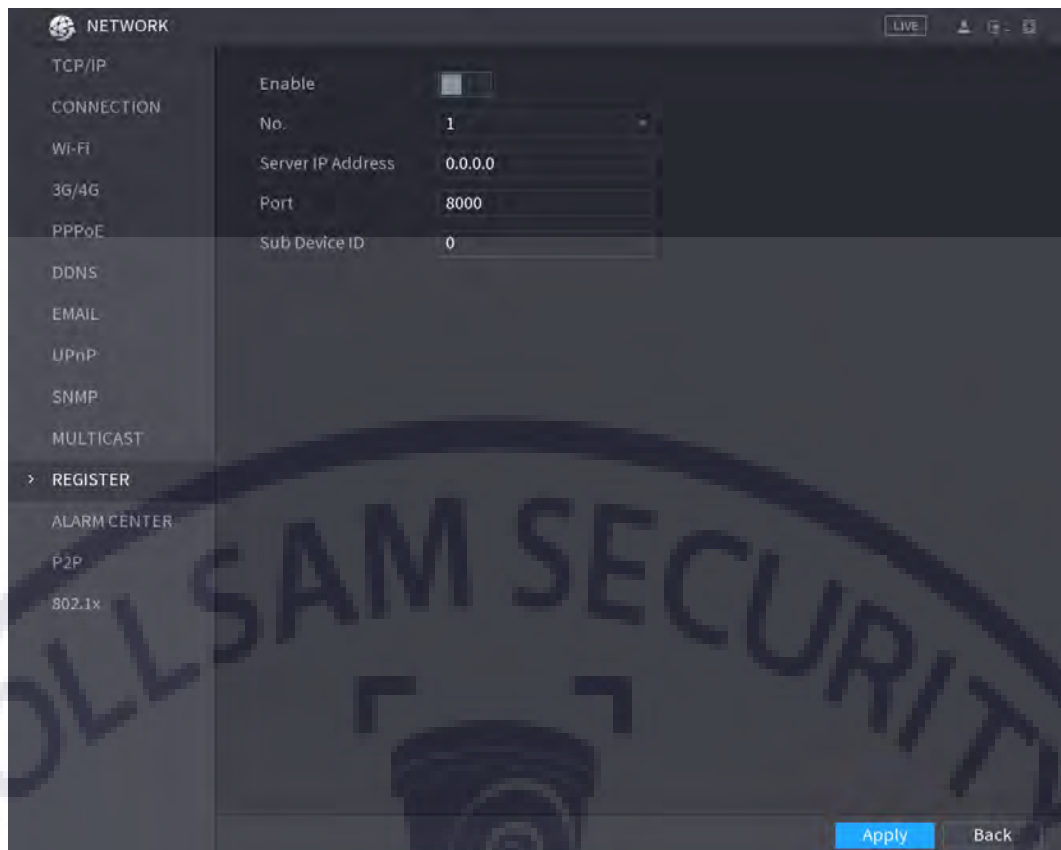 NETWORK
LIVE
TCP/IP
CONNECTION
Wi-Fi
3G/4G
PPPoE
DDNS
EMAIL
UPnP
SNMP
MULTICAST
> REGISTER
ALARM CENTER
P2P
802.1x
Enable
No. 1
Server IP Address 0.0.0.0
Port 8000
Sub Device ID 0
OLLSAM SECURITY
Apply Back